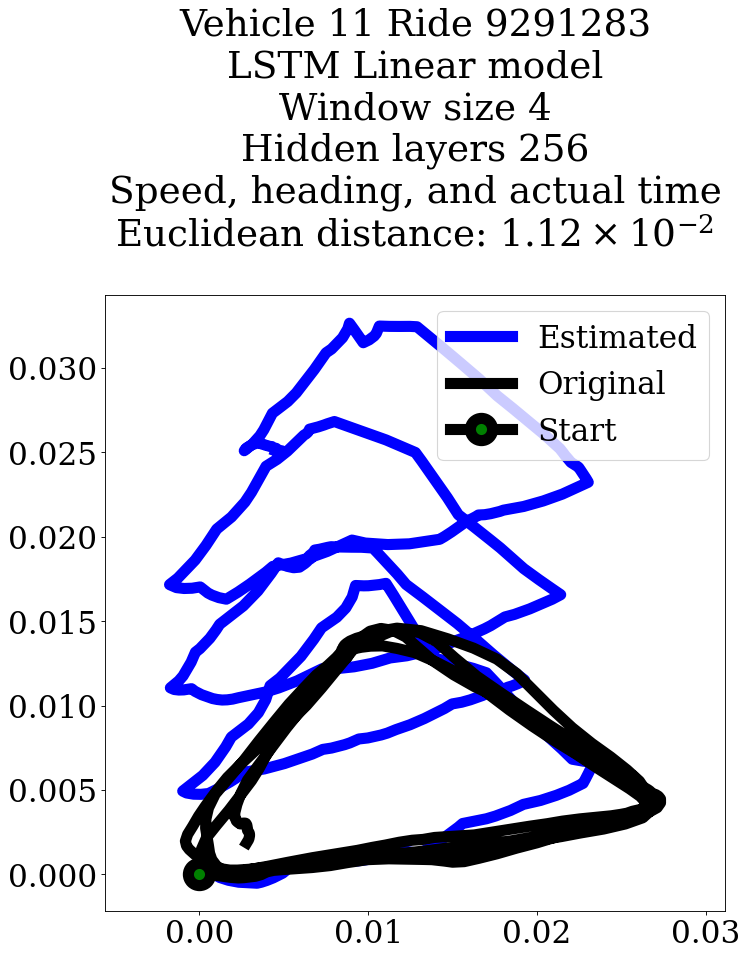 Vehicle 11 Ride 9291283
LSTM Linear model
Window size 4
Hidden layers 256
Speed, heading, and actual time
Euclidean distance: 1.12 × 10⁻²
Estimated
Original
Start
0.030
0.025
0.020
0.015
0.010
0.005
0.000
0.00 0.01 0.02 0.03